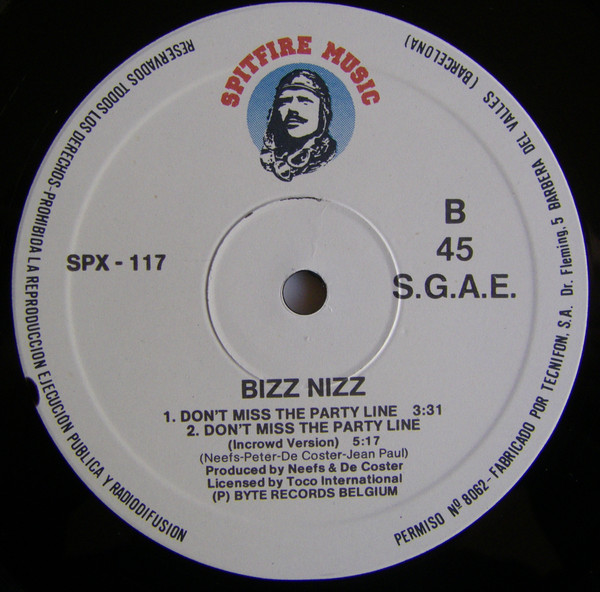 SPITFIRE MUSIC
B
45
S.G.A.E.
SPX - 117
BIZZ NIZZ
1. DON'T MISS THE PARTY LINE 3:31
2. DON'T MISS THE PARTY LINE
(Incrowd Version) 5:17
(Neefs-Peter-De Coster-Jean Paul)
Produced by Neefs & De Coster
Licensed by Toco International
(P) BYTE RECORDS BELGIUM
RESERVADOS TODOS LOS DERECHOS-PROHIBIDA LA REPRODUCCION EJECUCION PUBLICA Y RADIODIFUSION
PERMISO Nº 8062-FABRICADO POR TECNIFON, S.A. Dr. Fleming, 5 BARBERA DEL VALLES (BARCELONA)